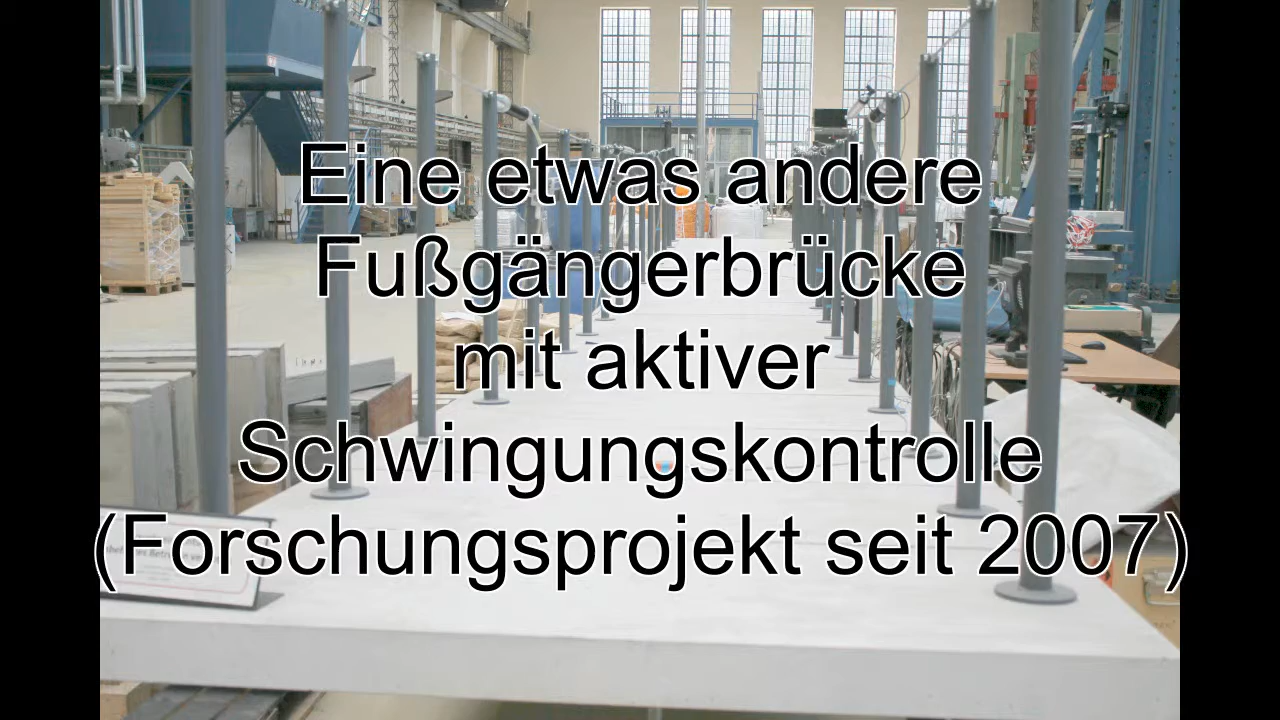 Eine etwas andere
Fußgängerbrücke
mit aktiver
Schwingungskontrolle
(Forschungsprojekt seit 2007)